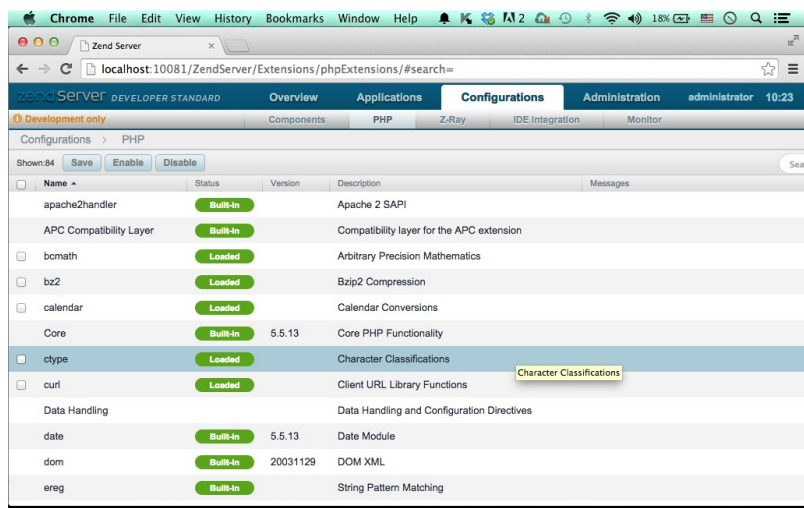 Chrome File Edit View History Bookmarks Window Help 2 18%
Zend Server
localhost:10081/ZendServer/Extensions/phpExtensions/#search=
zend Server DEVELOPER STANDARD Overview Applications Configurations Administration administrator 10:23
Development only Components PHP Z-Ray IDE Integration Monitor
Configurations > PHP
Shown:84 Save Enable Disable Sea
Name Status Version Description Messages
apache2handler Built-in Apache 2 SAPI
APC Compatibility Layer Built-in Compatibility layer for the APC extension
bcmath Loaded Arbitrary Precision Mathematics
bz2 Loaded Bzip2 Compression
calendar Loaded Calendar Conversions
Core Built-in 5.5.13 Core PHP Functionality
ctype Loaded Character Classifications
Character Classifications
curl Loaded Client URL Library Functions
Data Handling Data Handling and Configuration Directives
date Built-in 5.5.13 Date Module
dom Built-in 20031129 DOM XML
ereg Built-in String Pattern Matching